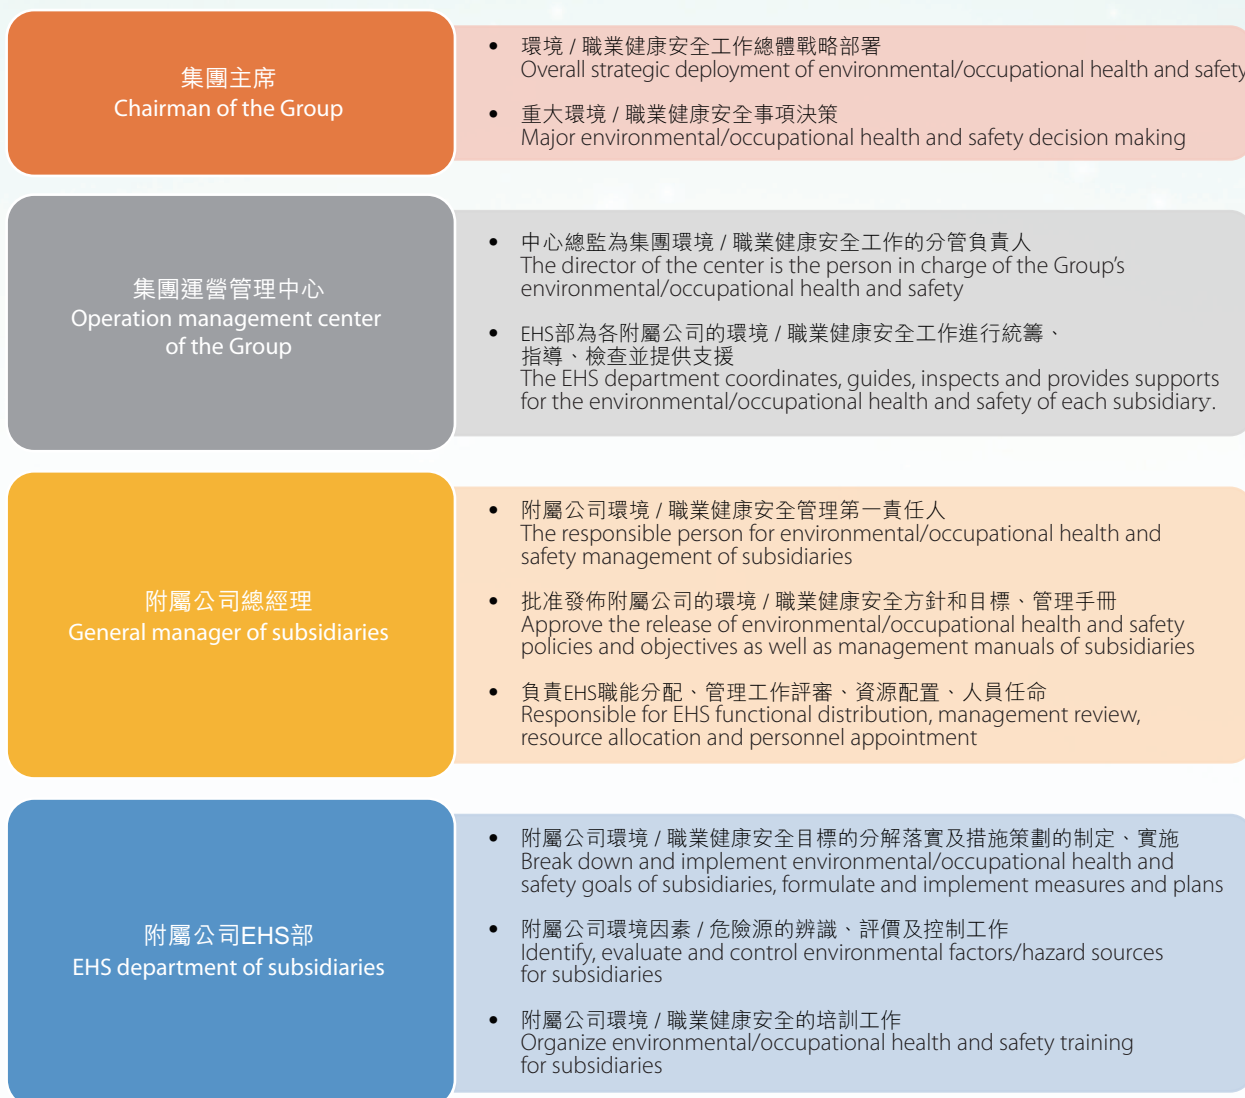 集團主席
Chairman of the Group
• 環境 / 職業健康安全工作總體戰略部署
Overall strategic deployment of environmental/occupational health and safety
• 重大環境 / 職業健康安全事項決策
Major environmental/occupational health and safety decision making
集團運營管理中心
Operation management center
of the Group
• 中心總監為集團環境 / 職業健康安全工作的分管負責人
The director of the center is the person in charge of the Group's
environmental/occupational health and safety
• EHS部為各附屬公司的環境 / 職業健康安全工作進行統籌、
指導、檢查並提供支援
The EHS department coordinates, guides, inspects and provides supports
for the environmental/occupational health and safety of each subsidiary.
附屬公司總經理
General manager of subsidiaries
• 附屬公司環境 / 職業健康安全管理第一責任人
The responsible person for environmental/occupational health and
safety management of subsidiaries
• 批准發佈附屬公司的環境 / 職業健康安全方針和目標、管理手冊
Approve the release of environmental/occupational health and safety
policies and objectives as well as management manuals of subsidiaries
• 負責EHS職能分配、管理工作評審、資源配置、人員任命
Responsible for EHS functional distribution, management review,
resource allocation and personnel appointment
附屬公司EHS部
EHS department of subsidiaries
• 附屬公司環境 / 職業健康安全目標的分解落實及措施策劃的制定、實施
Break down and implement environmental/occupational health and
safety goals of subsidiaries, formulate and implement measures and plans
• 附屬公司環境因素 / 危險源的辨識、評價及控制工作
Identify, evaluate and control environmental factors/hazard sources
for subsidiaries
• 附屬公司環境 / 職業健康安全的培訓工作
Organize environmental/occupational health and safety training
for subsidiaries